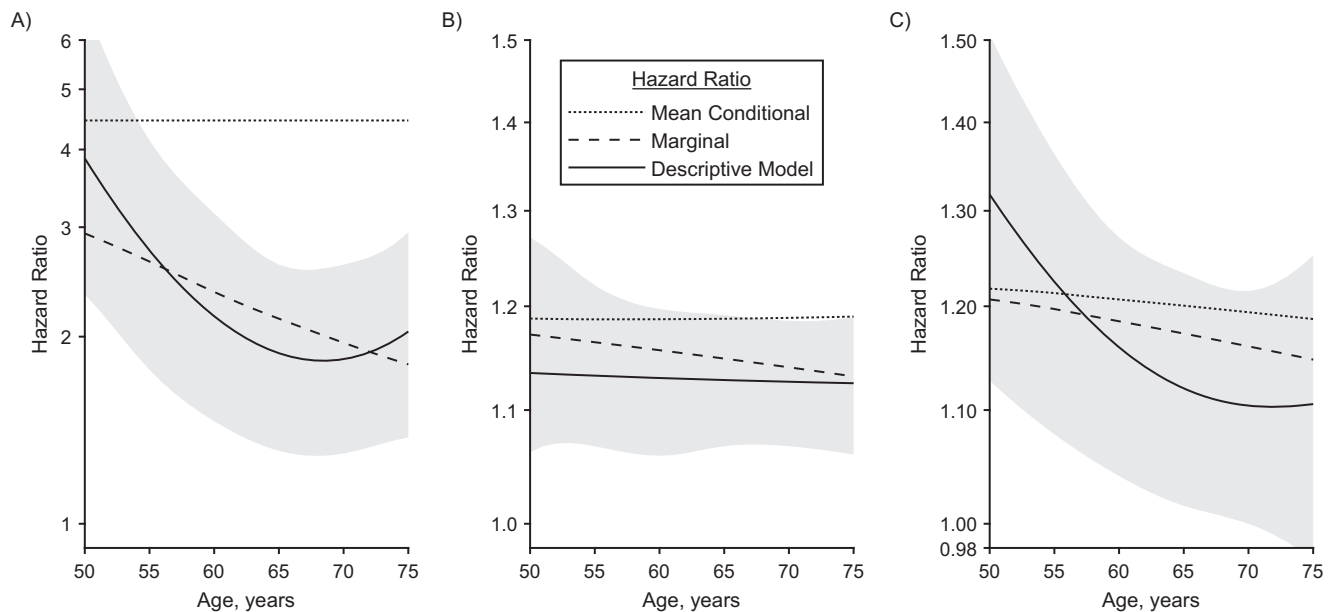 A)
6
5
4
3
2
1
Hazard Ratio
50 55 60 65 70 75
Age, years
B)
1.5
1.4
1.3
1.2
1.1
1.0
Hazard Ratio
50 55 60 65 70 75
Age, years
Hazard Ratio
Mean Conditional
Marginal
Descriptive Model
C)
1.50
1.40
1.30
1.20
1.10
1.00
0.98
Hazard Ratio
50 55 60 65 70 75
Age, years